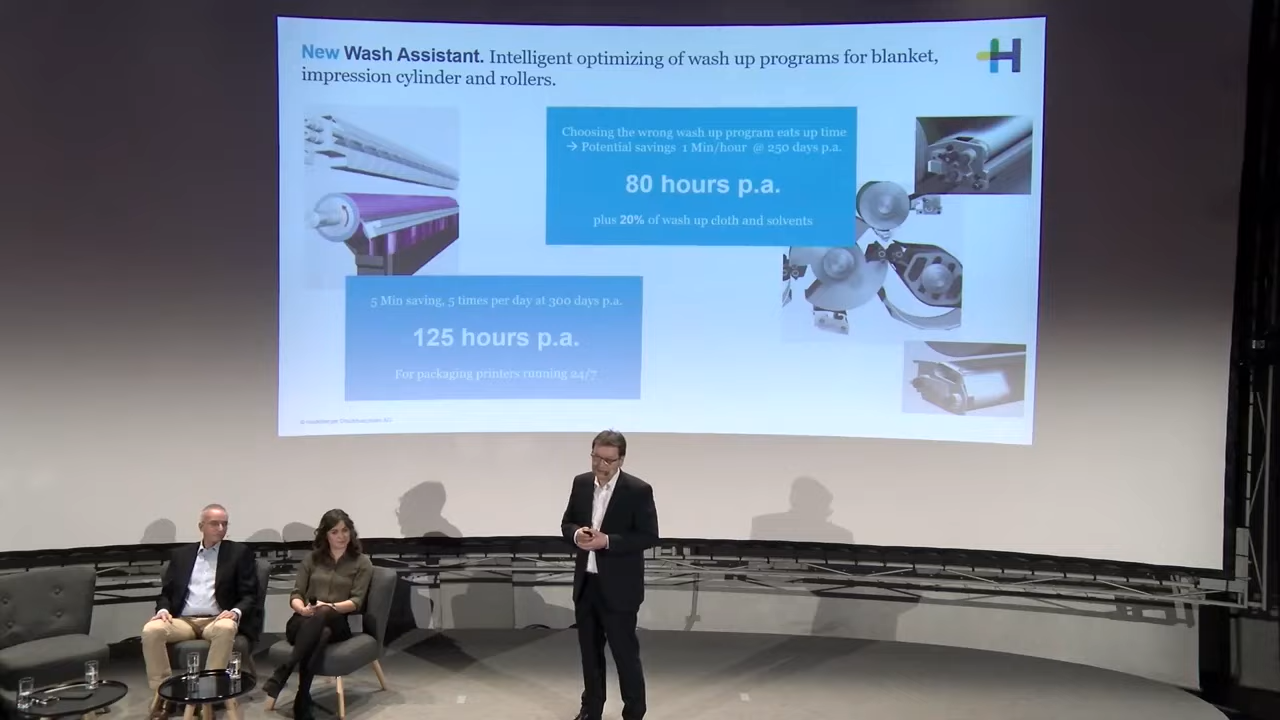 New Wash Assistant. Intelligent optimizing of wash up programs for blanket,
impression cylinder and rollers.
H
Choosing the wrong wash up program eats up time
→ Potential savings 1 Min/hour @ 250 days p.a.
80 hours p.a.
plus 20% of wash up cloth and solvents
5 Min saving, 5 times per day at 300 days p.a.
125 hours p.a.
For packaging printers running 24/7
© Heidelberger Druckmaschinen AG